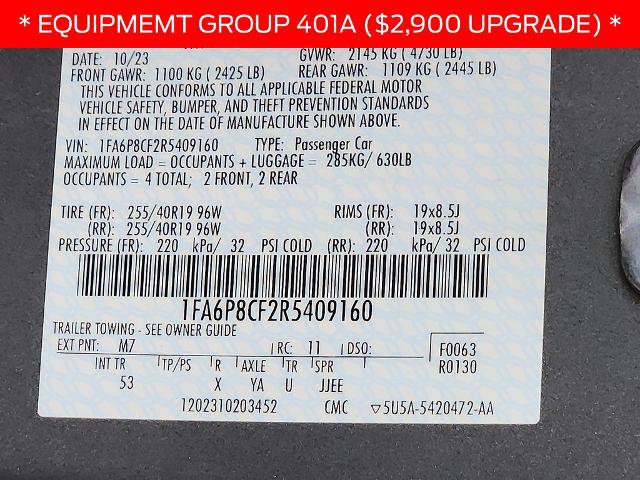 * EQUIPMEMT GROUP 401A ($2,900 UPGRADE) *
DATE: 10/23 GVWR: 2145 KG (4730 LB)
FRONT GAWR: 1100 KG ( 2425 LB) REAR GAWR: 1109 KG ( 2445 LB)
THIS VEHICLE CONFORMS TO ALL APPLICABLE FEDERAL MOTOR
VEHICLE SAFETY, BUMPER, AND THEFT PREVENTION STANDARDS
IN EFFECT ON THE DATE OF MANUFACTURE SHOWN ABOVE.
VIN: 1FA6P8CF2R5409160 TYPE: Passenger Car
MAXIMUM LOAD = OCCUPANTS + LUGGAGE = 285KG/ 630LB
OCCUPANTS = 4 TOTAL; 2 FRONT, 2 REAR
TIRE (FR): 255/40R19 96W RIMS (FR): 19x8.5J
(RR): 255/40R19 96W (RR): 19x8.5J
PRESSURE (FR): 220 kPa/ 32 PSI COLD (RR): 220 kPa/ 32 PSI COLD
1FA6P8CF2R5409160
TRAILER TOWING - SEE OWNER GUIDE
EXT PNT: M7 RC: 11 DSO: F0063
INT TR TP/PS R AXLE TR SPR R0130
53 X YA U JJEE
1202310203452 CMC ▽5U5A-5420472-AA